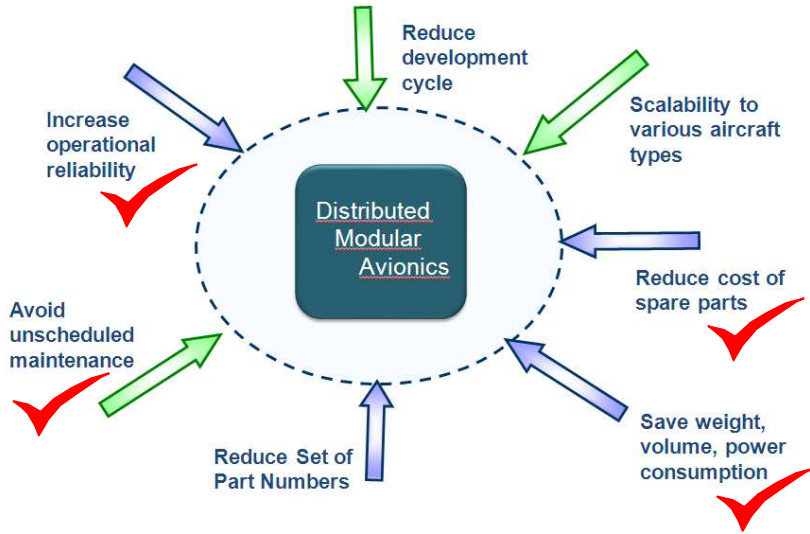 Reduce
development
cycle
Increase
operational
reliability
Scalability to
various aircraft
types
Distributed
Modular
Avionics
Reduce cost of
spare parts
Avoid
unscheduled
maintenance
Save weight,
volume, power
consumption
Reduce Set of
Part Numbers